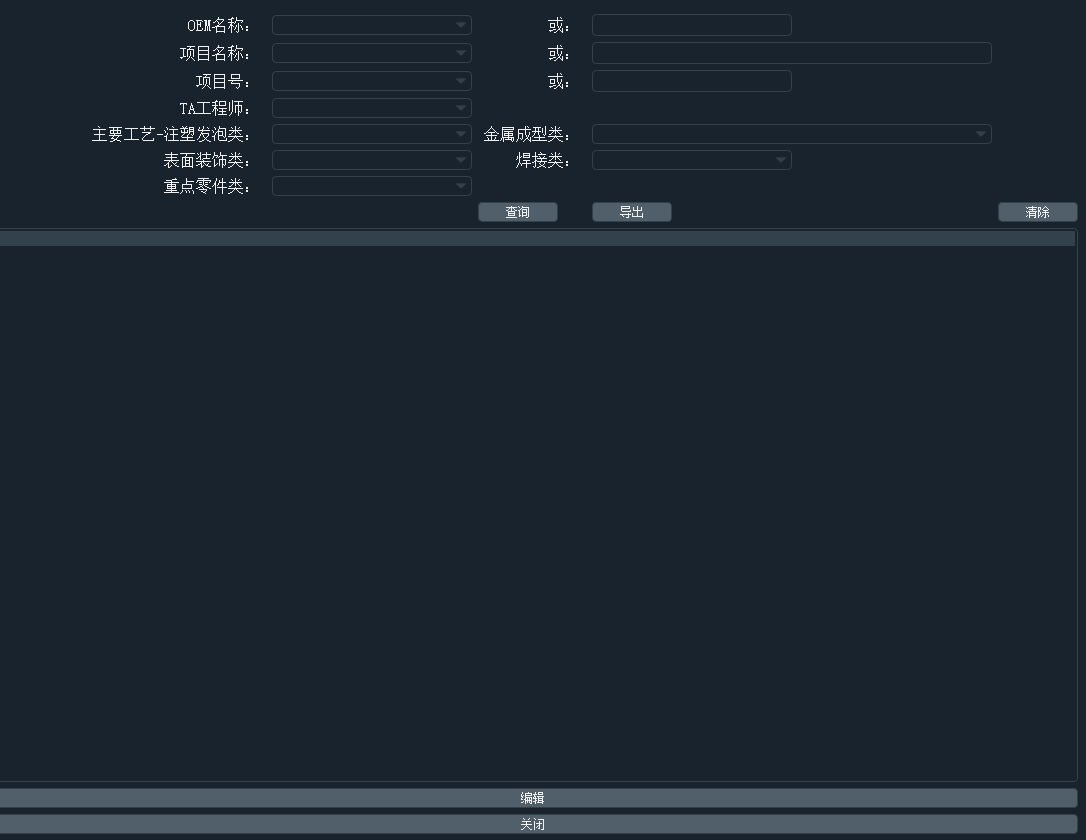 OEM名称： 或：
项目名称： 或：
项目号： 或：
TA工程师：
主要工艺-注塑发泡类： 金属成型类：
表面装饰类： 焊接类：
重点零件类：
查询 导出 清除
编辑
关闭